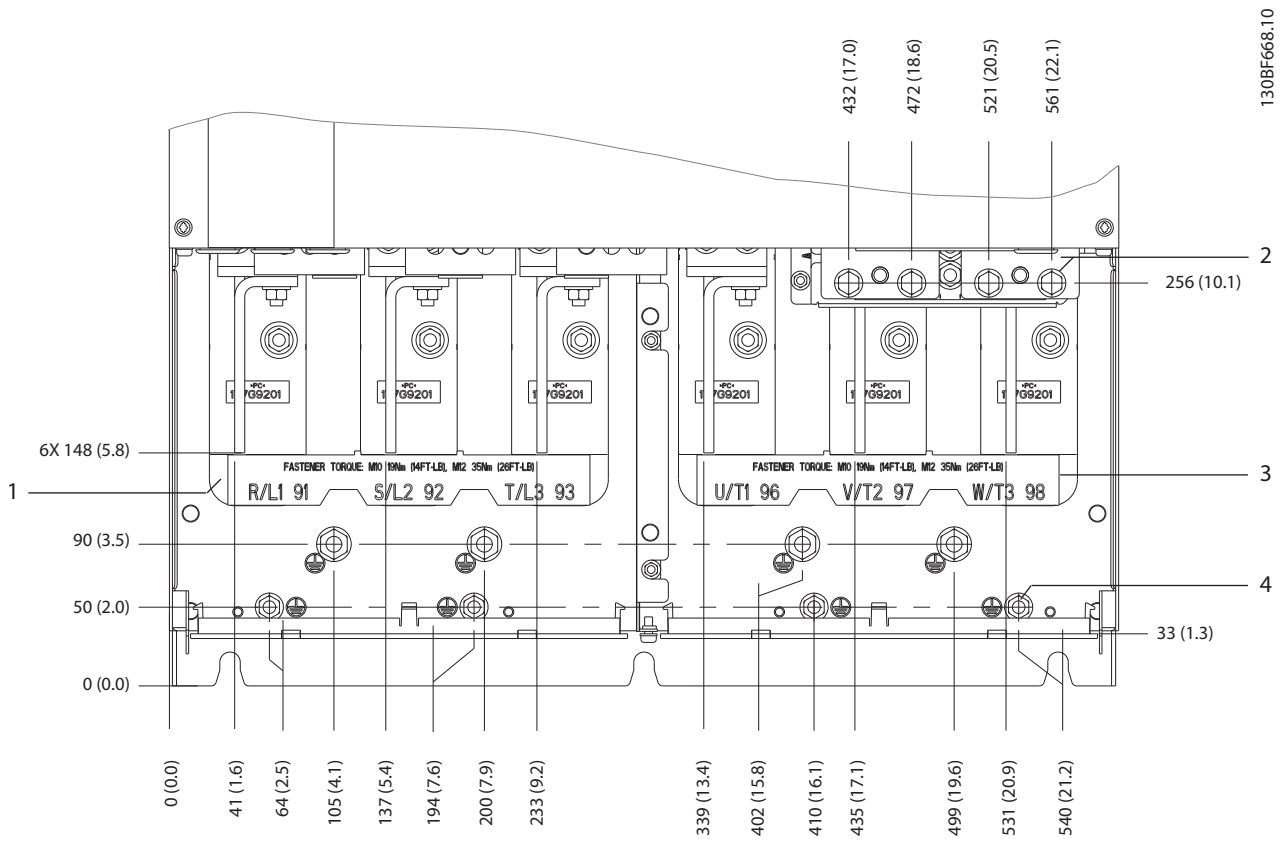 130BF668.10
432 (17.0)
472 (18.6)
521 (20.5)
561 (22.1)
2
256 (10.1)
»PC«
»PC«
»PC«
»PC«
»PC«
»PC«
6X 148 (5.8)
FASTENER TORQUE: M10 19Nm (14FT-LB), M12 35Nm (26FT-LB)
FASTENER TORQUE: M10 19Nm (14FT-LB), M12 35Nm (26FT-LB)
3
1
R/L1 91
S/L2 92
T/L3 93
U/T1 96
V/T2 97
W/T3 98
90 (3.5)
50 (2.0)
4
33 (1.3)
0 (0.0)
0 (0.0)
41 (1.6)
64 (2.5)
105 (4.1)
137 (5.4)
194 (7.6)
200 (7.9)
233 (9.2)
339 (13.4)
402 (15.8)
410 (16.1)
435 (17.1)
499 (19.6)
531 (20.9)
540 (21.2)